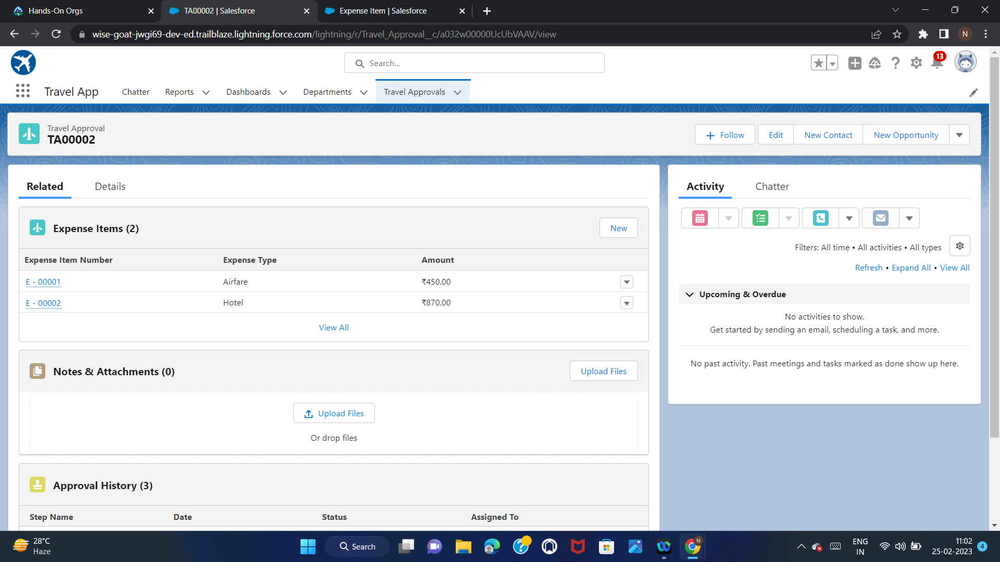 Hands-On Orgs
TA00002 | Salesforce
Expense Item | Salesforce
wise-goat-jwgi69-dev-ed.trailblaze.lightning.force.com/lightning/r/Travel_Approval__c/a032w00000UcUbVAAV/view
N
Search...
13
Travel App
Chatter
Reports
Dashboards
Departments
Travel Approvals
Travel Approval
TA00002
Follow
Edit
New Contact
New Opportunity
Related
Details
Expense Items (2)
New
Expense Item Number Expense Type Amount
E - 00001 Airfare ₹450.00
E - 00002 Hotel ₹870.00
View All
Notes & Attachments (0)
Upload Files
Upload Files
Or drop files
Approval History (3)
Step Name Date Status Assigned To
Activity
Chatter
Filters: All time • All activities • All types
Refresh • Expand All • View All
Upcoming & Overdue
No activities to show.
Get started by sending an email, scheduling a task, and more.
No past activity. Past meetings and tasks marked as done show up here.
28°C
Haze
Search
N
ENG
IN
11:02
25-02-2023
4